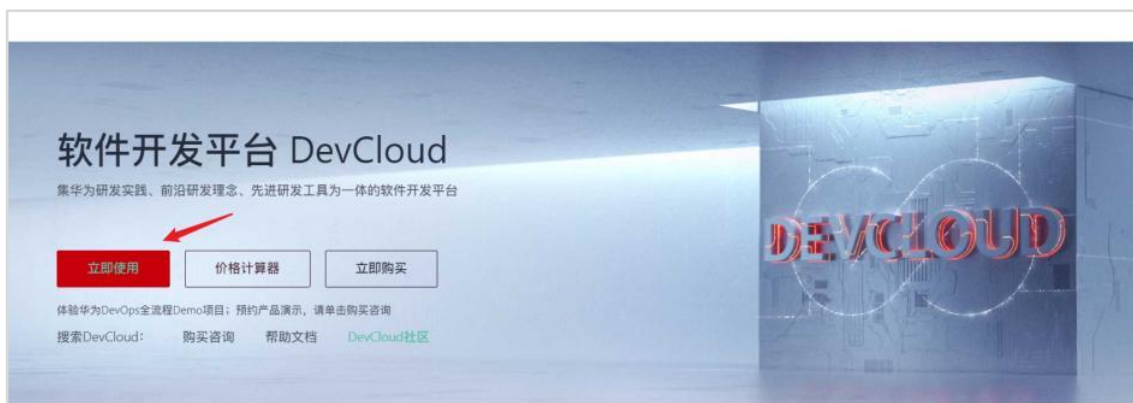 软件开发平台 DevCloud
集华为研发实践、前沿研发理念、先进研发工具为一体的软件开发平台
DEVCLOUD
立即使用 价格计算器 立即购买
体验华为DevOps全流程Demo项目；预约产品演示，请单击购买咨询
搜索DevCloud： 购买咨询 帮助文档 DevCloud社区